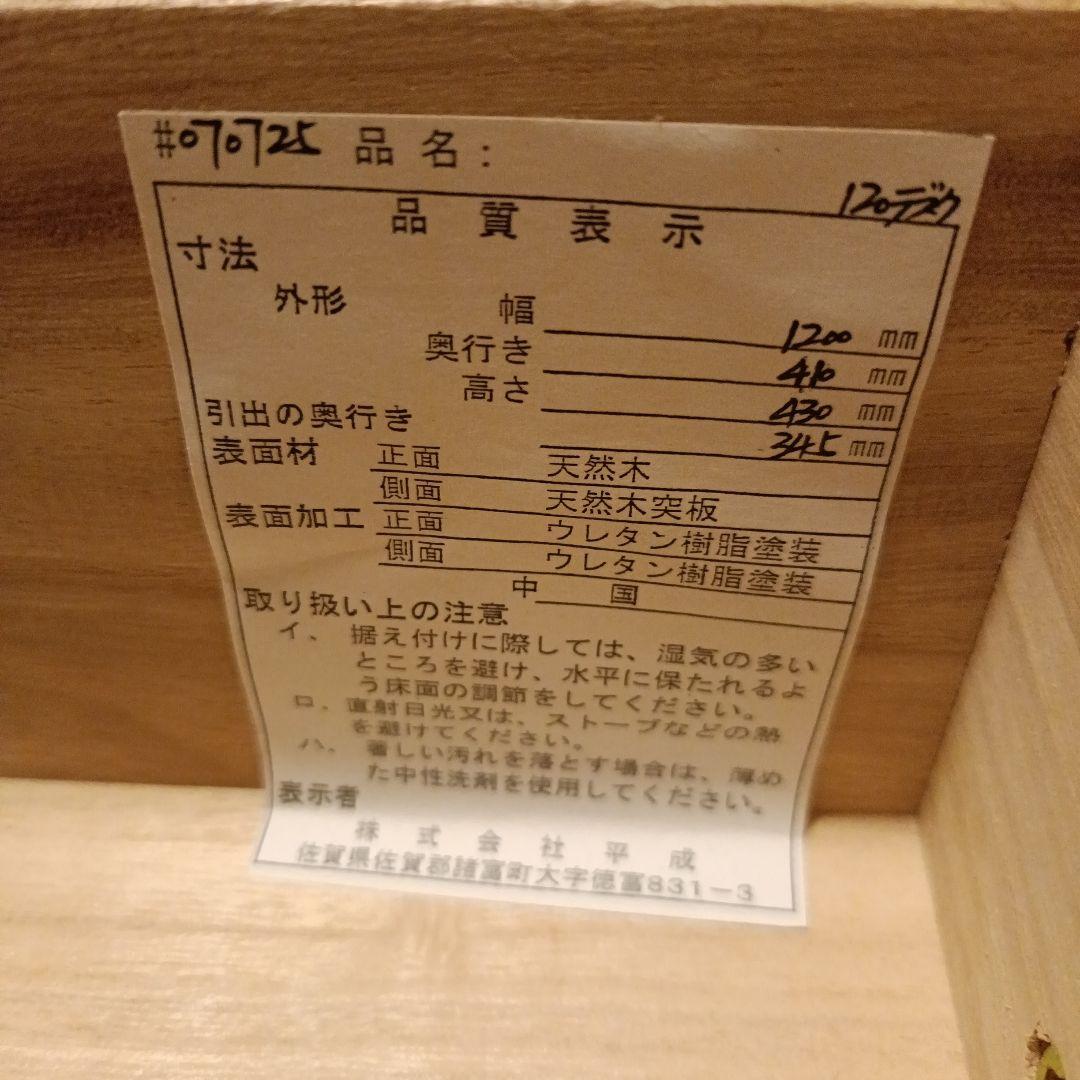 #070725 品名:
120デスク
品質表示
寸法
外形 幅 1200 mm
奥行き 410 mm
高さ 430 mm
引出の奥行き 345 mm
表面材 正面 天然木
側面 天然木突板
表面加工 正面 ウレタン樹脂塗装
側面 ウレタン樹脂塗装
中国
取り扱い上の注意
イ、据え付けに際しては、湿気の多い
ところを避け、水平に保たれるよ
う床面の調節をしてください。
ロ、直射日光又は、ストーブなどの熱
を避けてください。
ハ、著しい汚れを落とす場合は、薄め
た中性洗剤を使用してください。
表示者
株式会社平成
佐賀県佐賀郡諸富町大字徳富831-3